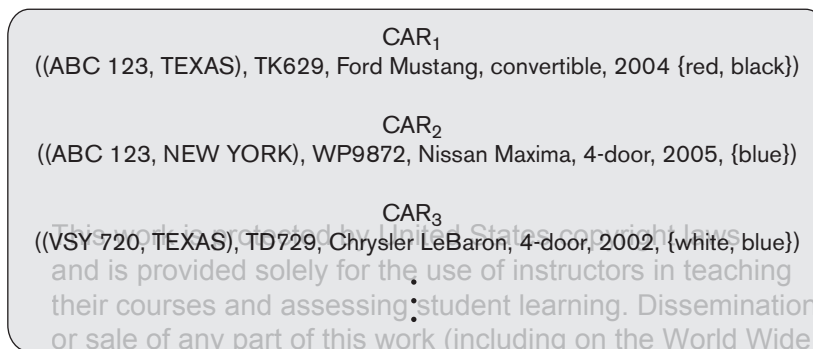 CAR₁
((ABC 123, TEXAS), TK629, Ford Mustang, convertible, 2004 {red, black})
CAR₂
((ABC 123, NEW YORK), WP9872, Nissan Maxima, 4-door, 2005, {blue})
CAR₃
((VSY 720, TEXAS), TD729, Chrysler LeBaron, 4-door, 2002, {white, blue})
This work is protected by United States copyright laws
and is provided solely for the use of instructors in teaching
their courses and assessing student learning. Dissemination
or sale of any part of this work (including on the World Wide